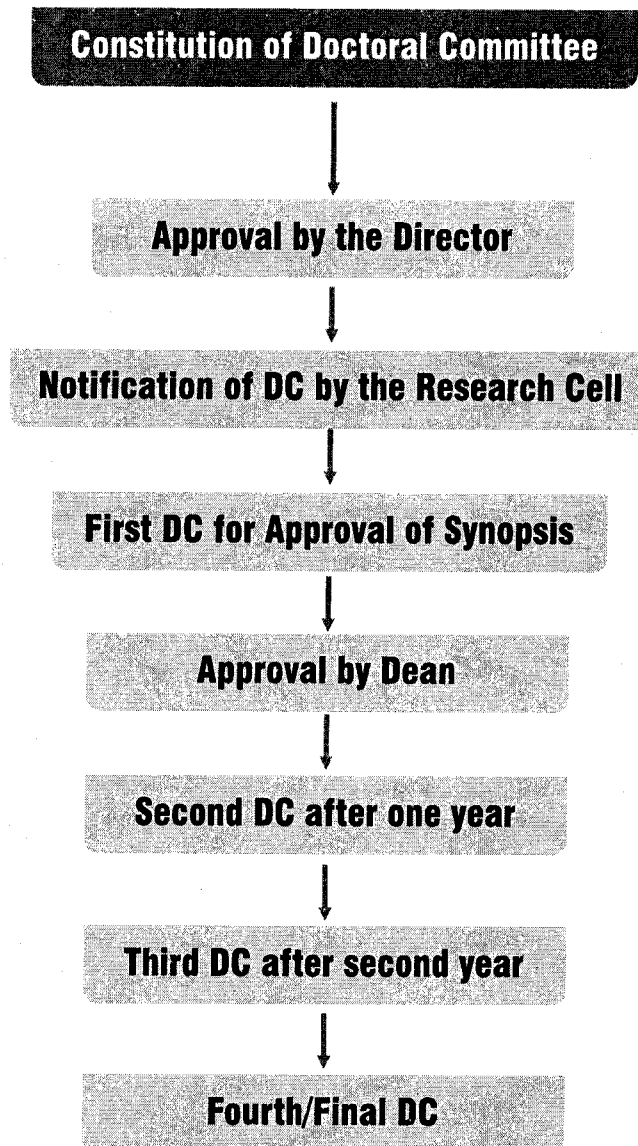 Constitution of Doctoral Committee
Approval by the Director
Notification of DC by the Research Cell
First DC for Approval of Synopsis
Approval by Dean
Second DC after one year
Third DC after second year
Fourth/Final DC